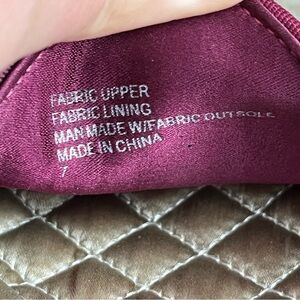 FABRIC UPPER
FABRIC LINING
MAN MADE W/FABRIC OUTSOLE
MADE IN CHINA
7